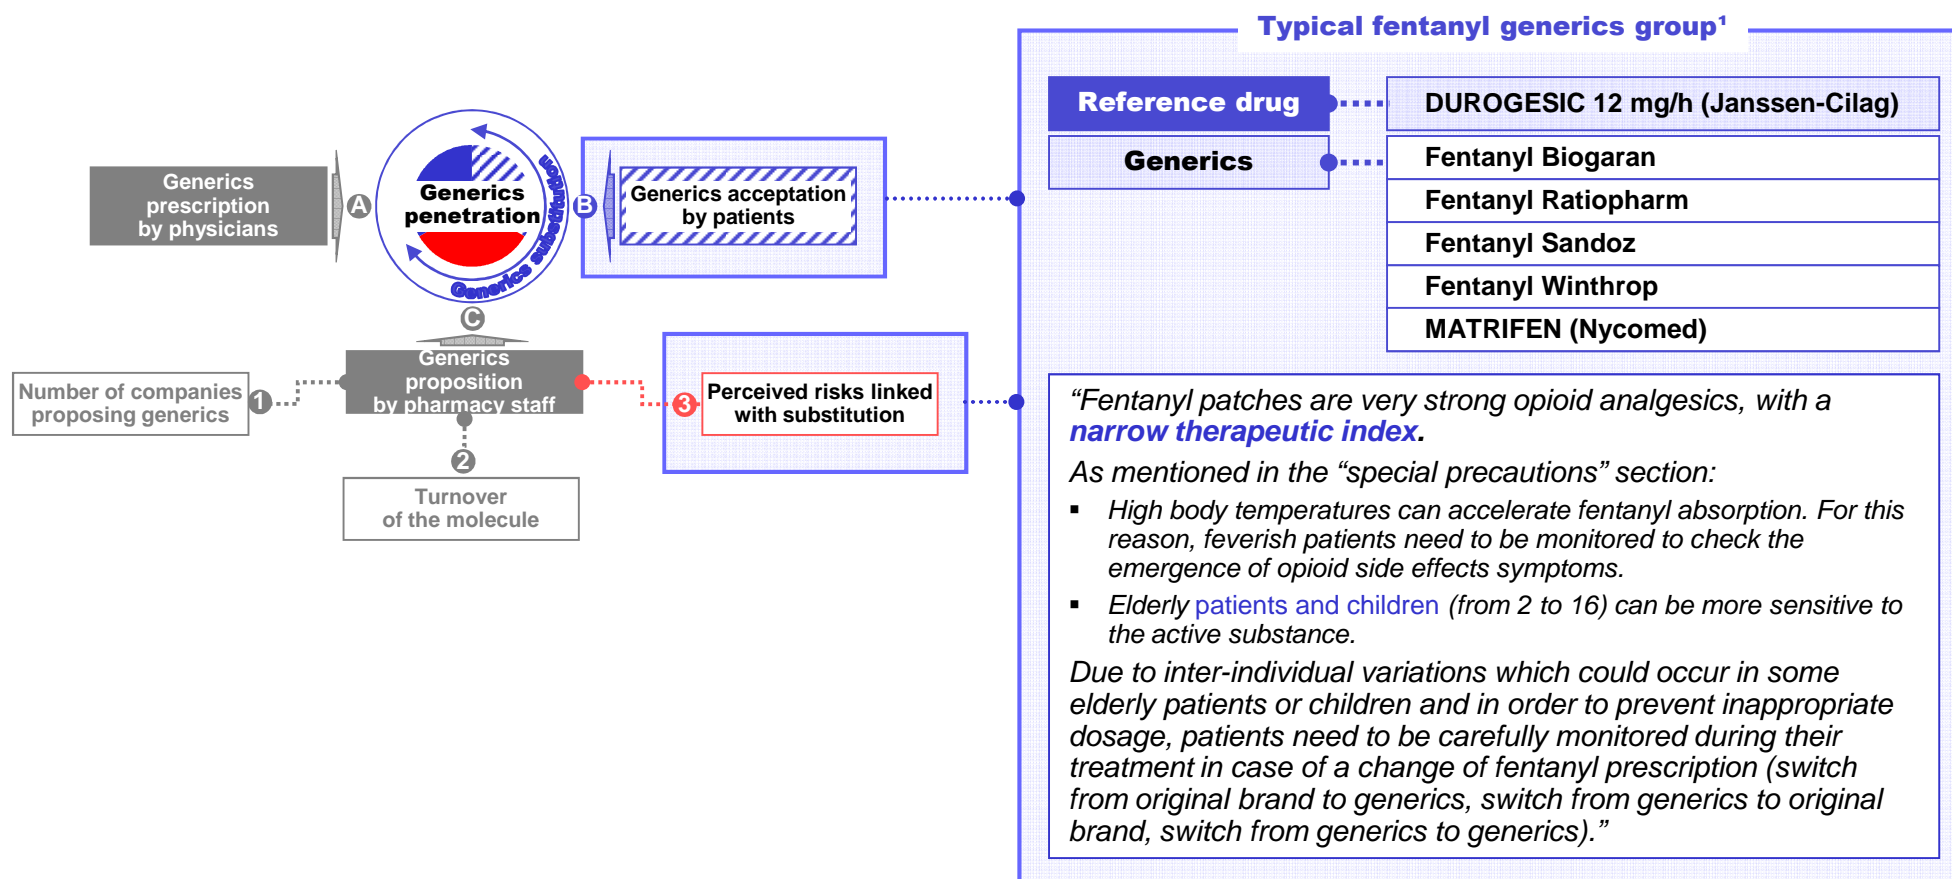 Typical fentanyl generics group¹
Reference drug
DUROGESIC 12 mg/h (Janssen-Cilag)
Generics
Fentanyl Biogaran
Fentanyl Ratiopharm
Fentanyl Sandoz
Fentanyl Winthrop
MATRIFEN (Nycomed)
Generics
prescription
by physicians
A
Generics
penetration
Generics substitution
B
Generics acceptation
by patients
C
Generics
proposition
by pharmacy staff
Number of companies
proposing generics
1
2
Turnover
of the molecule
3
Perceived risks linked
with substitution
“Fentanyl patches are very strong opioid analgesics, with a
narrow therapeutic index.
As mentioned in the “special precautions” section:
▪ High body temperatures can accelerate fentanyl absorption. For this
reason, feverish patients need to be monitored to check the
emergence of opioid side effects symptoms.
▪ Elderly patients and children (from 2 to 16) can be more sensitive to
the active substance.
Due to inter-individual variations which could occur in some
elderly patients or children and in order to prevent inappropriate
dosage, patients need to be carefully monitored during their
treatment in case of a change of fentanyl prescription (switch
from original brand to generics, switch from generics to original
brand, switch from generics to generics).”